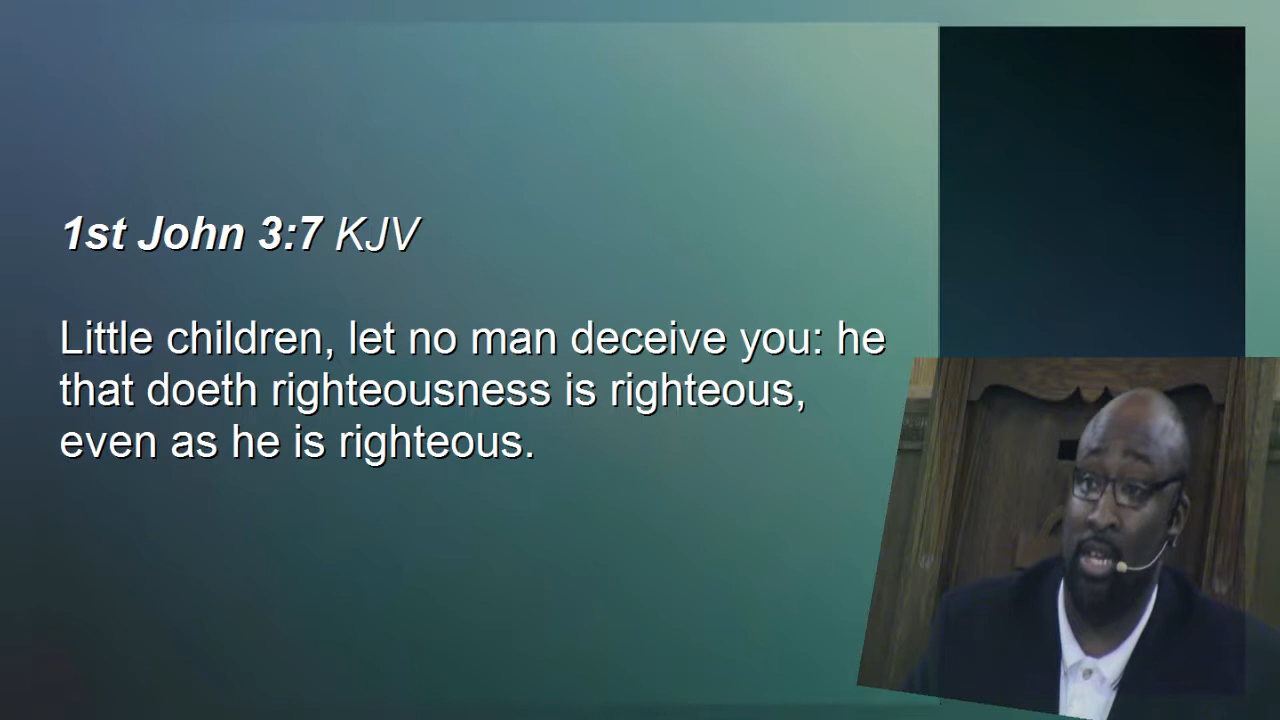 1st John 3:7 KJV
Little children, let no man deceive you: he
that doeth righteousness is righteous,
even as he is righteous.